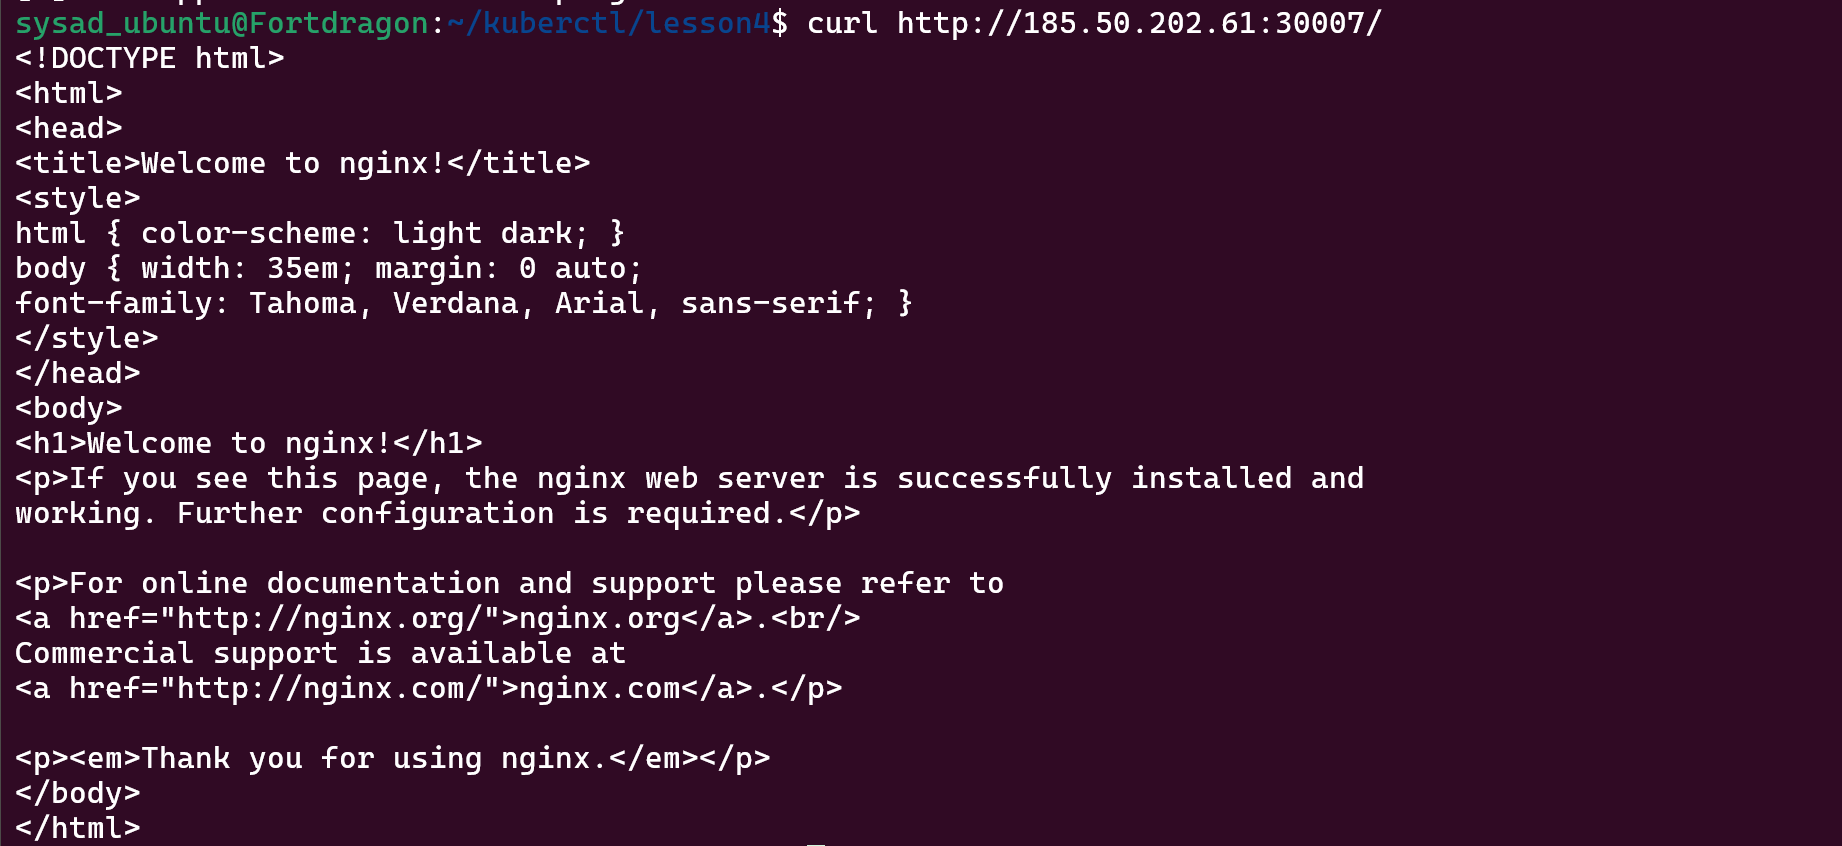 sysad_ubuntu@Fortdragon:~/kuberctl/lesson4$ curl http://185.50.202.61:30007/
<!DOCTYPE html>
<html>
<head>
<title>Welcome to nginx!</title>
<style>
html { color-scheme: light dark; }
body { width: 35em; margin: 0 auto;
font-family: Tahoma, Verdana, Arial, sans-serif; }
</style>
</head>
<body>
<h1>Welcome to nginx!</h1>
<p>If you see this page, the nginx web server is successfully installed and
working. Further configuration is required.</p>

<p>For online documentation and support please refer to
<a href="http://nginx.org/">nginx.org</a>.<br/>
Commercial support is available at
<a href="http://nginx.com/">nginx.com</a>.</p>

<p><em>Thank you for using nginx.</em></p>
</body>
</html>